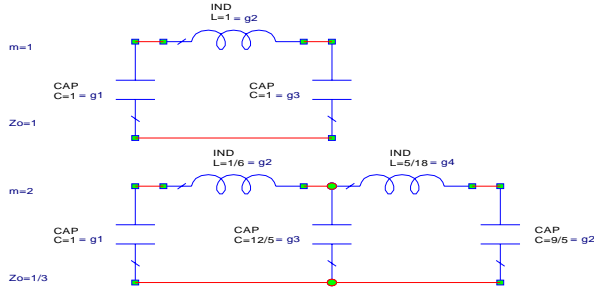 IND
L=1 = g2
m=1
CAP
C=1 = g1
CAP
C=1 = g3
Zo=1
IND
L=1/6 = g2
IND
L=5/18 = g4
m=2
CAP
C=1 = g1
CAP
C=12/5 = g3
CAP
C=9/5 = g2
Zo=1/3